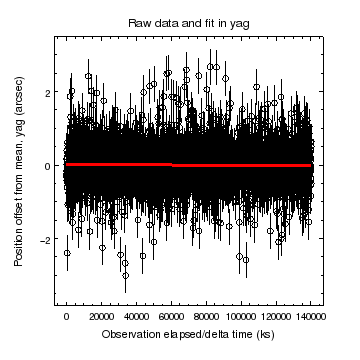 Raw data and fit in yag
Position offset from mean, yag (arcsec)
2
0
−2
0 20000 40000 60000 80000 100000 120000 140000
Observation elapsed/delta time (ks)